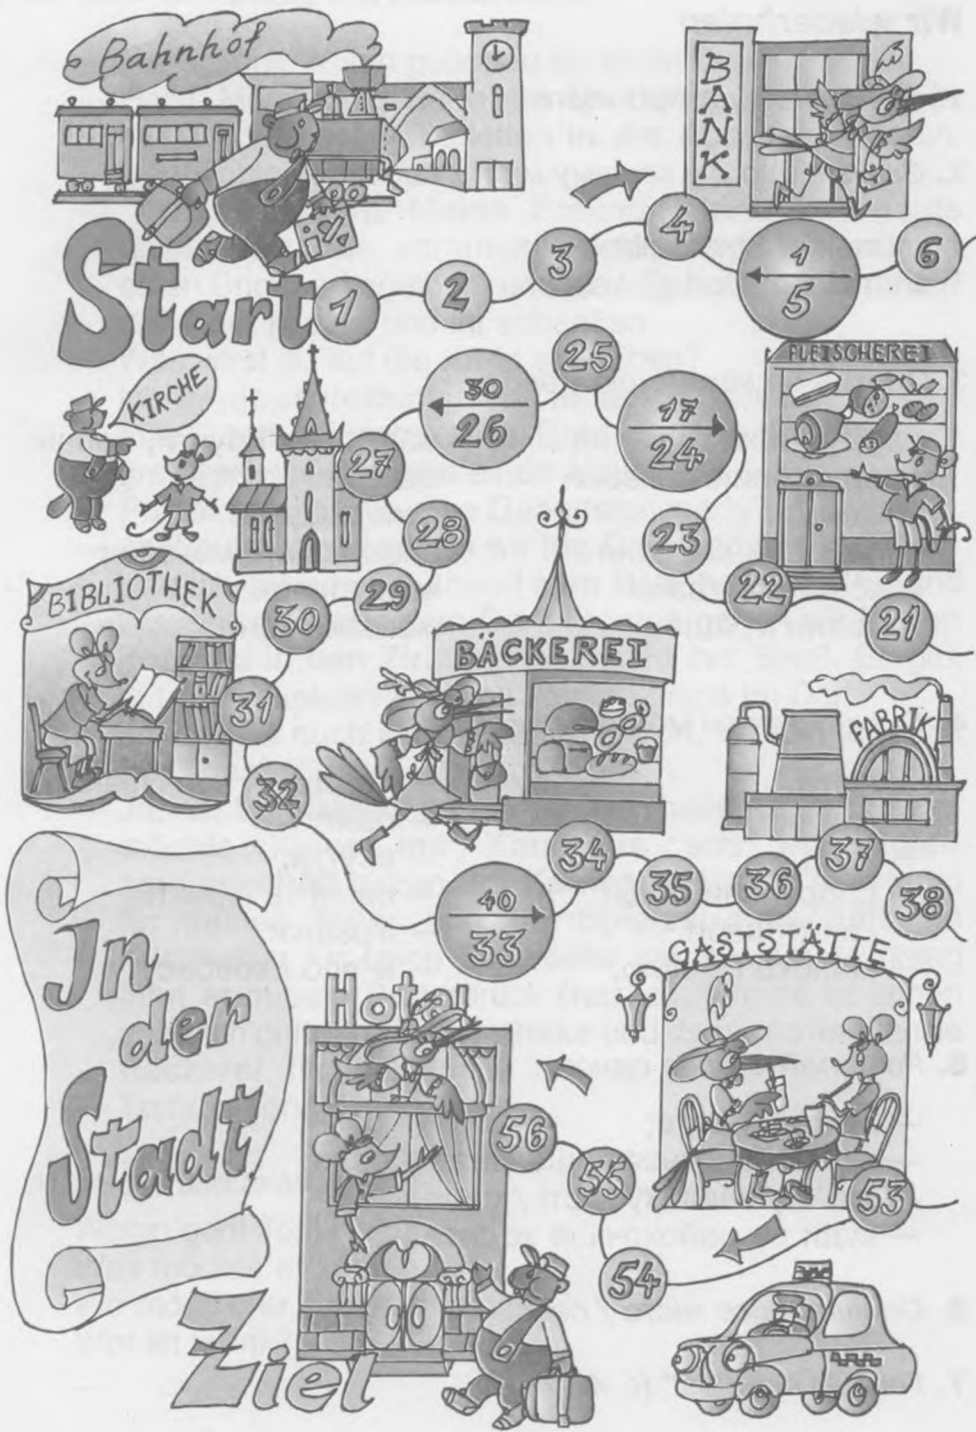 Bahnhof
BANK
Start
1
2
3
4
1
5
6
25
FLEISCHEREI
KIRCHE
30
26
17
24
27
28
23
22
21
29
30
BIBLIOTHEK
31
32
BÄCKEREI
FABRIK
34
35
36
37
38
40
33
GASTSTÄTTE
In
der
Stadt
Hotel
56
55
53
54
Ziel